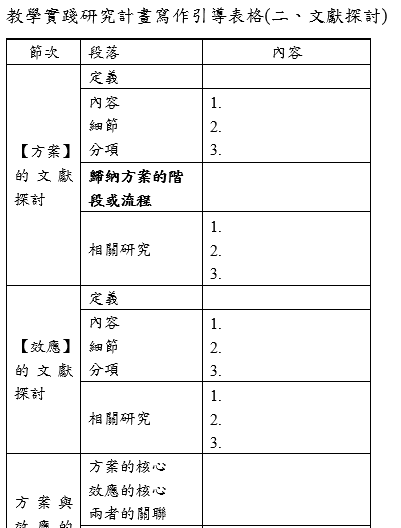 教學實踐研究計畫寫作引導表格(二、文獻探討)
節次 段落 內容
【方案】
的文獻
探討
定義
內容
細節
分項
1.
2.
3.
歸納方案的階
段或流程
相關研究
1.
2.
3.
【效應】
的文獻
探討
定義
內容
細節
分項
1.
2.
3.
相關研究
1.
2.
3.
方案與
效應的
方案的核心
效應的核心
兩者的關聯